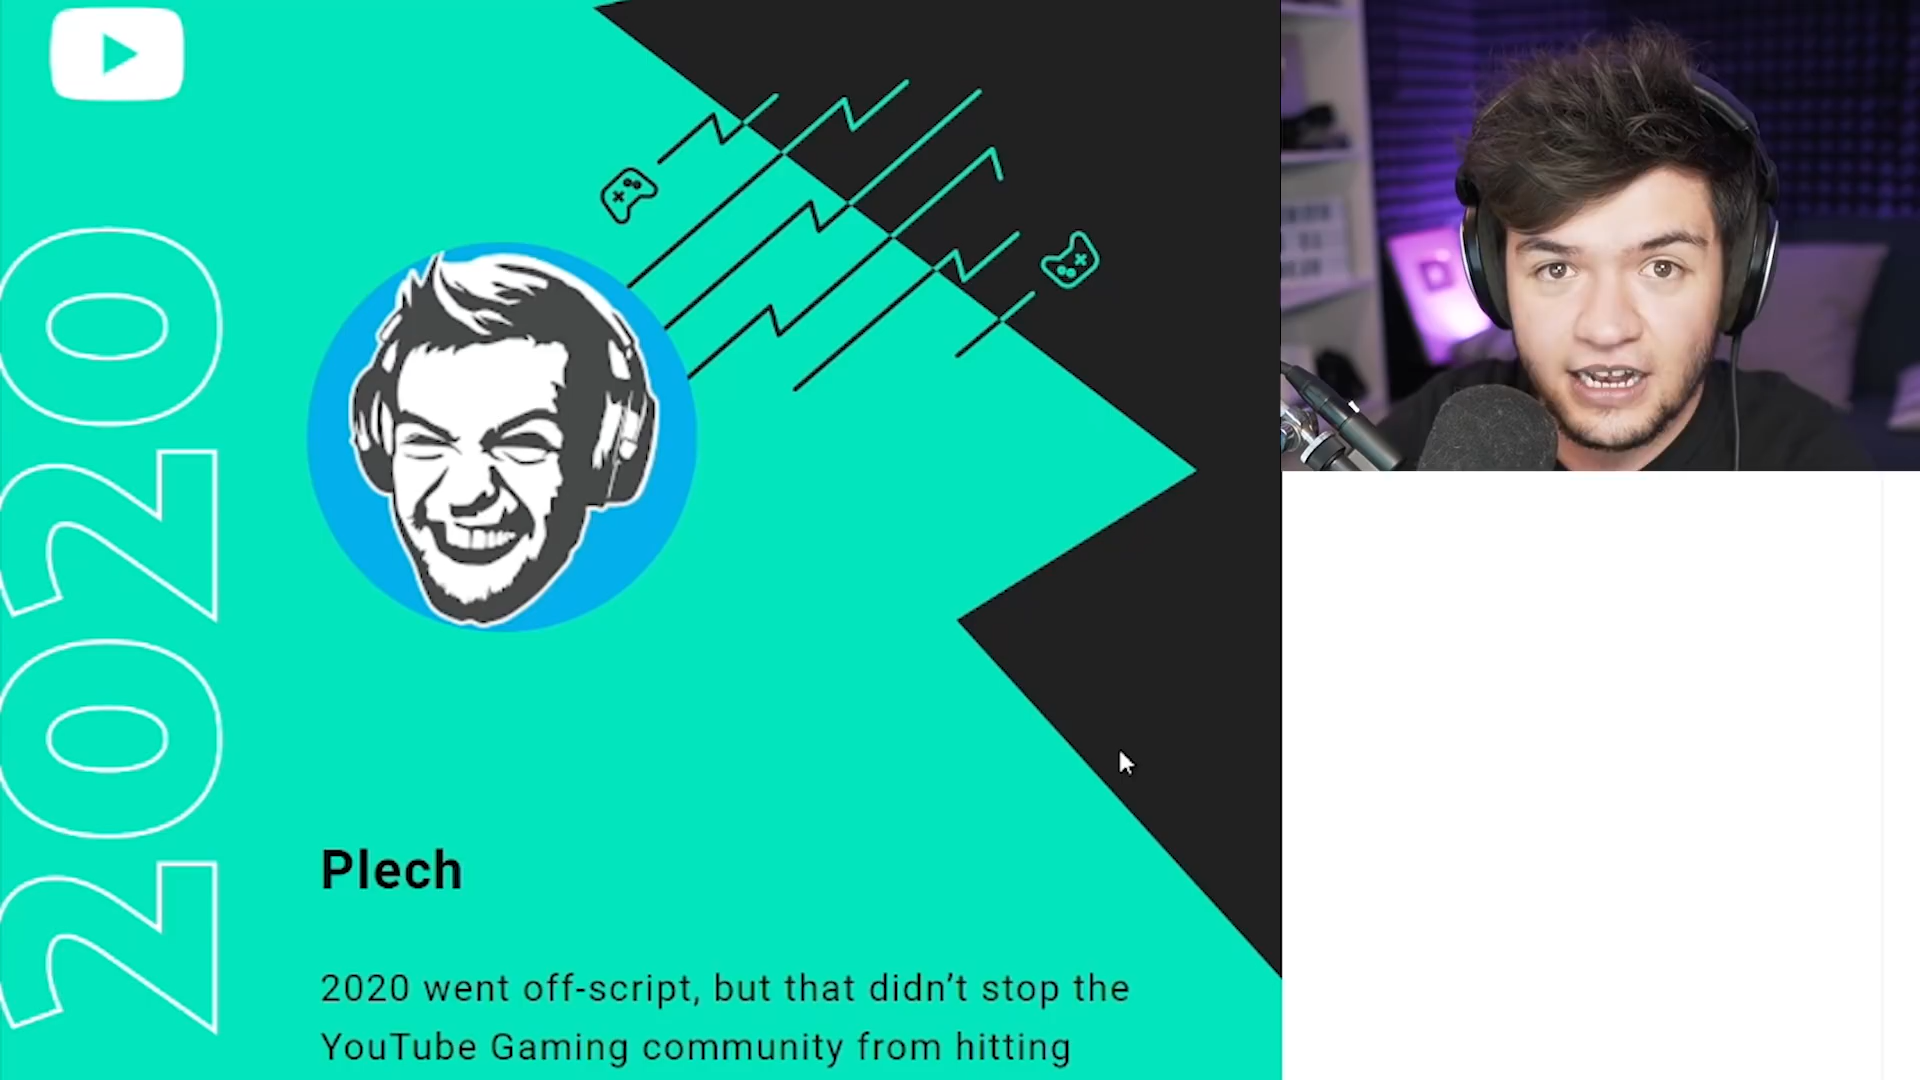 2020
Plech
2020 went off-script, but that didn’t stop the
YouTube Gaming community from hitting